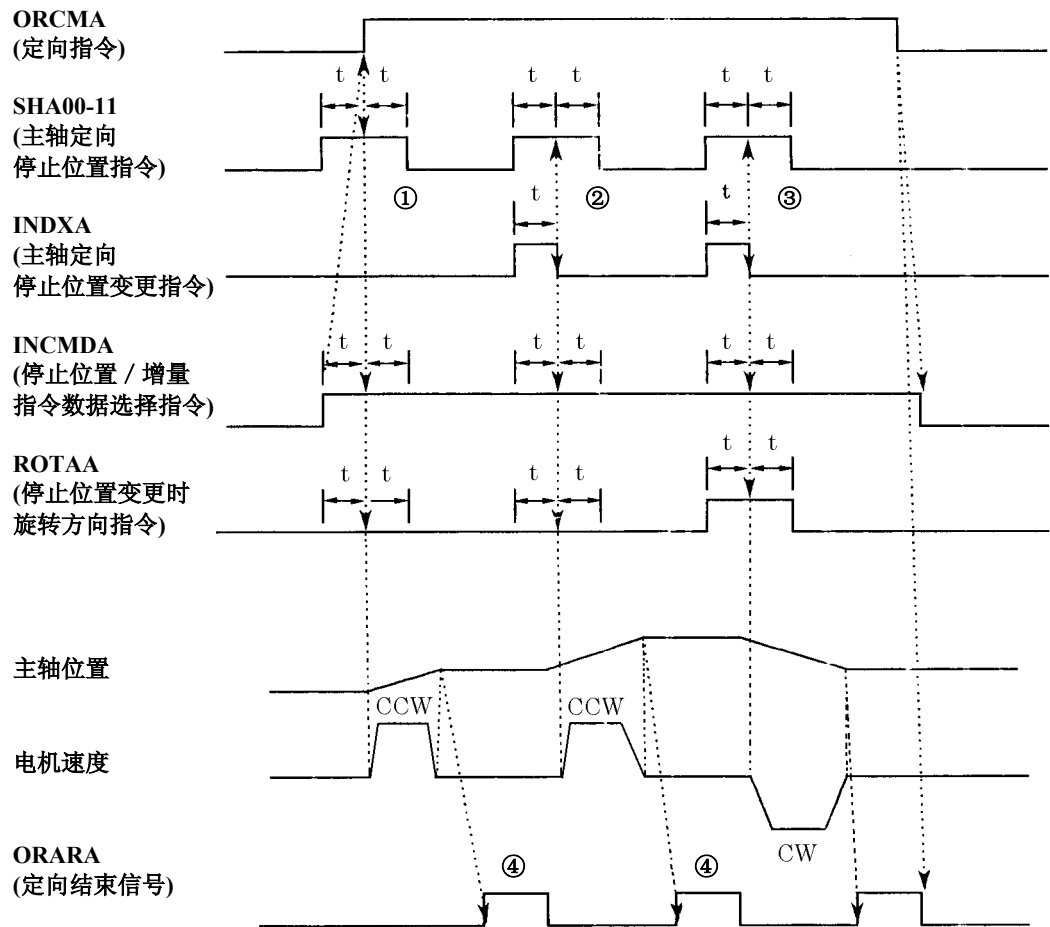 ORCMA
(定向指令)
t t t t t t
SHA00-11
(主轴定向
停止位置指令)
① ② ③
t t
INDXA
(主轴定向
停止位置变更指令)
INCMDA
t t t t t t
(停止位置/增量
指令数据选择指令)
ROTAA
t t t t t t
(停止位置变更时
旋转方向指令)
主轴位置
CCW CCW
电机速度
CW
ORARA
④ ④
(定向结束信号)